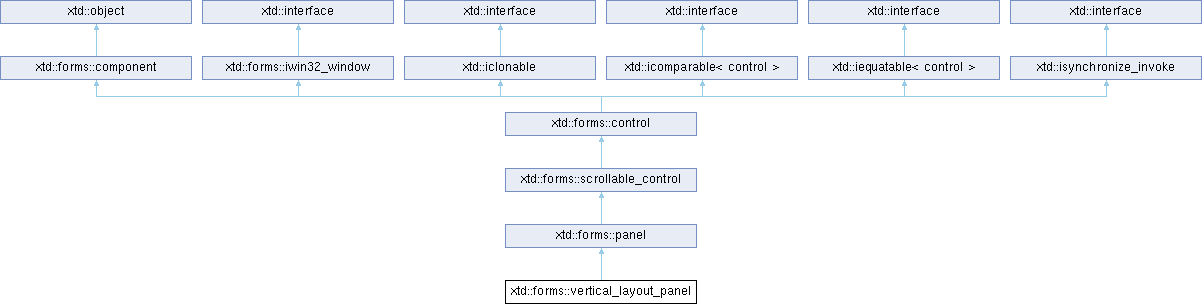 xtd::object
xtd::interface
xtd::interface
xtd::interface
xtd::interface
xtd::interface
xtd::forms::component
xtd::forms::iwin32_window
xtd::iclonable
xtd::icomparable< control >
xtd::iequatable< control >
xtd::isynchronize_invoke
xtd::forms::control
xtd::forms::scrollable_control
xtd::forms::panel
xtd::forms::vertical_layout_panel